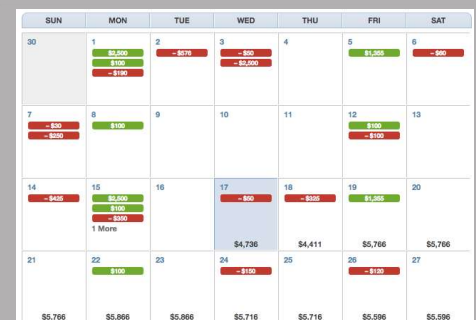 SUN MON TUE WED THU FRI SAT
30 1 2 3 4 5 6
$2,500 - $576 - $50 $1,355 - $60
$100 - $2,500
- $190
7 8 9 10 11 12 13
- $30 $100 $100
- $250 - $100
14 15 16 17 18 19 20
- $425 $2,500 - $50 - $325 $1,355
$100
- $350
1 More
$4,736 $4,411 $5,766 $5,766
21 22 23 24 25 26 27
$100 - $150 - $120
$5,766 $5,866 $5,866 $5,716 $5,716 $5,596 $5,596